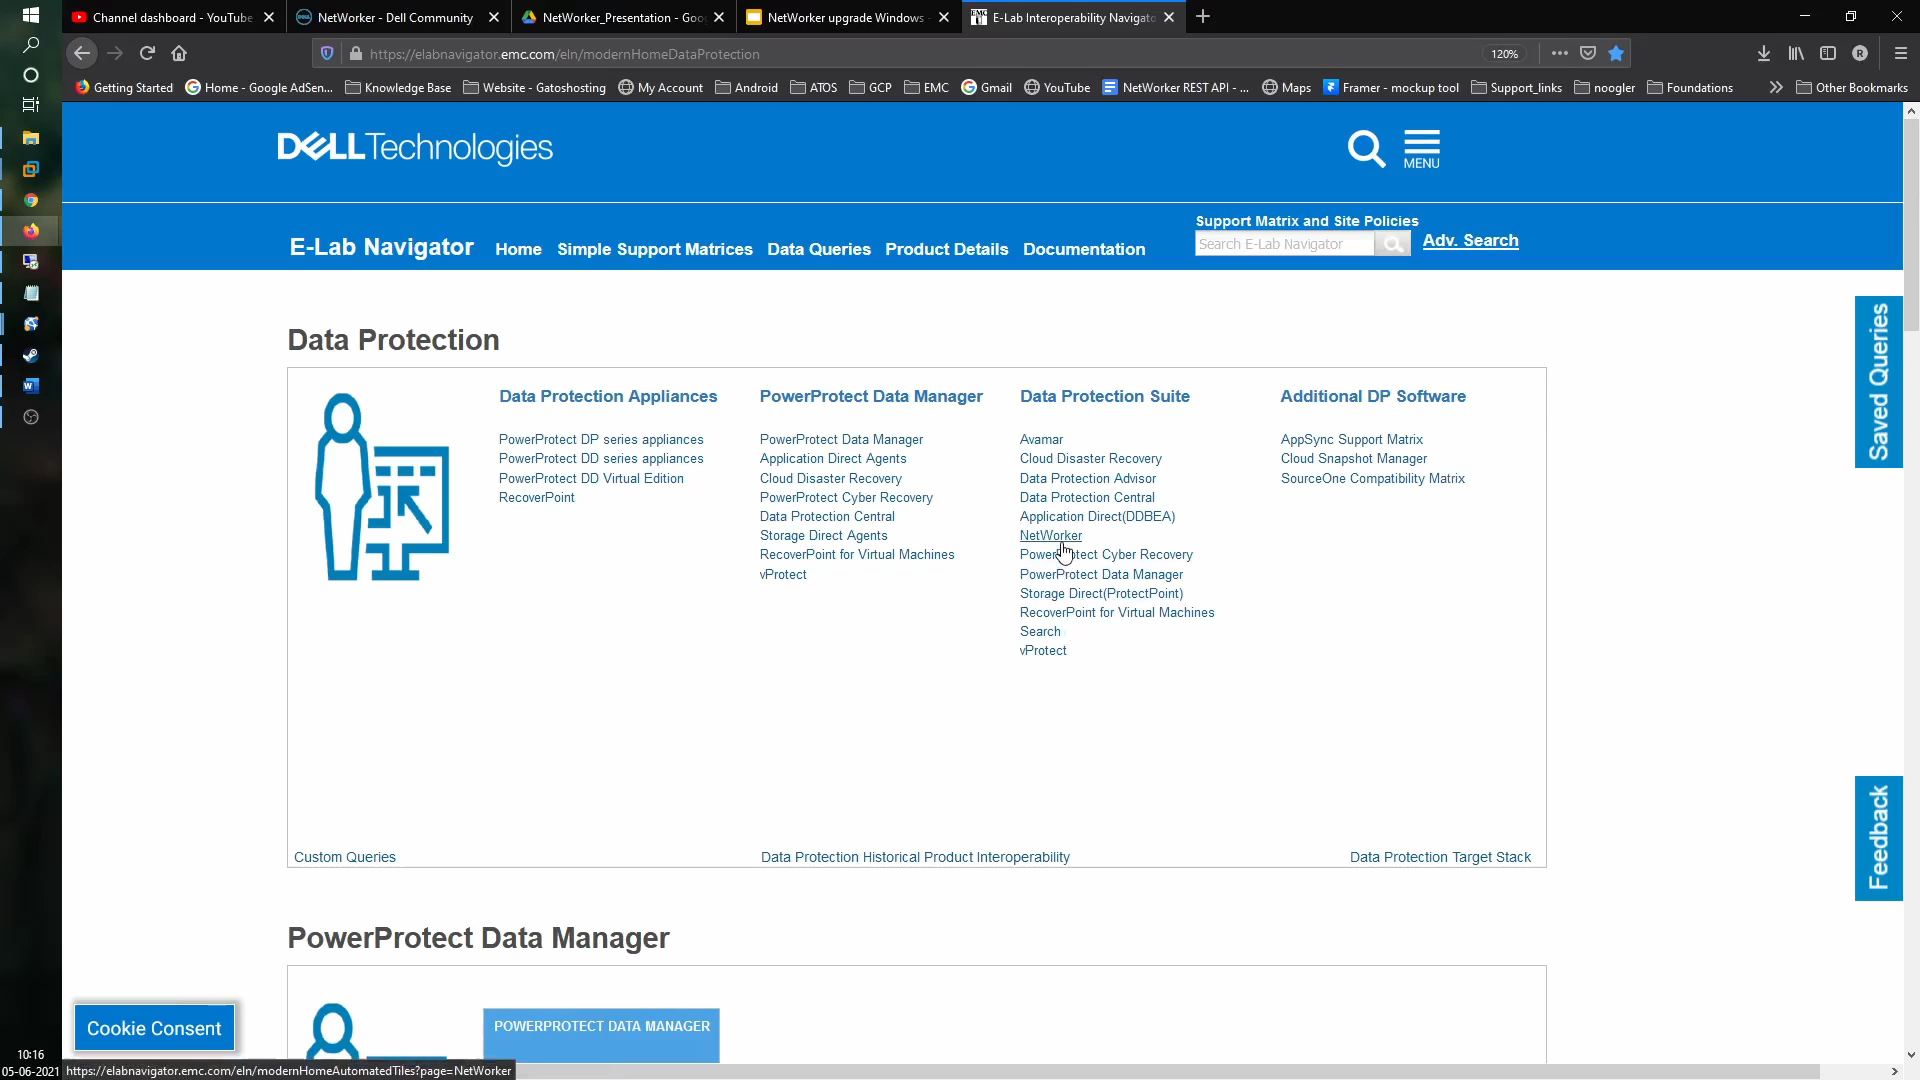 Channel dashboard - YouTube
NetWorker - Dell Community
NetWorker_Presentation - Goo
NetWorker upgrade Windows -
E-Lab Interoperability Navigato
https://elabnavigator.emc.com/eln/modernHomeDataProtection
120%
Getting Started
Home - Google AdSen...
Knowledge Base
Website - Gatoshosting
My Account
Android
ATOS
GCP
EMC
Gmail
YouTube
NetWorker REST API - ...
Maps
Framer - mockup tool
Support_links
noogler
Foundations
Other Bookmarks
DELLTechnologies
MENU
E-Lab Navigator
Home
Simple Support Matrices
Data Queries
Product Details
Documentation
Support Matrix and Site Policies
Search E-Lab Navigator
Adv. Search
Saved Queries
Feedback
Data Protection
Data Protection Appliances
PowerProtect DP series appliances
PowerProtect DD series appliances
PowerProtect DD Virtual Edition
RecoverPoint
PowerProtect Data Manager
PowerProtect Data Manager
Application Direct Agents
Cloud Disaster Recovery
PowerProtect Cyber Recovery
Data Protection Central
Storage Direct Agents
RecoverPoint for Virtual Machines
vProtect
Data Protection Suite
Avamar
Cloud Disaster Recovery
Data Protection Advisor
Data Protection Central
Application Direct(DDBEA)
NetWorker
PowerProtect Cyber Recovery
PowerProtect Data Manager
Storage Direct(ProtectPoint)
RecoverPoint for Virtual Machines
Search
vProtect
Additional DP Software
AppSync Support Matrix
Cloud Snapshot Manager
SourceOne Compatibility Matrix
Custom Queries
Data Protection Historical Product Interoperability
Data Protection Target Stack
PowerProtect Data Manager
POWERPROTECT DATA MANAGER
Cookie Consent
10:16
05-06-2021
https://elabnavigator.emc.com/eln/modernHomeAutomatedTiles?page=NetWorker